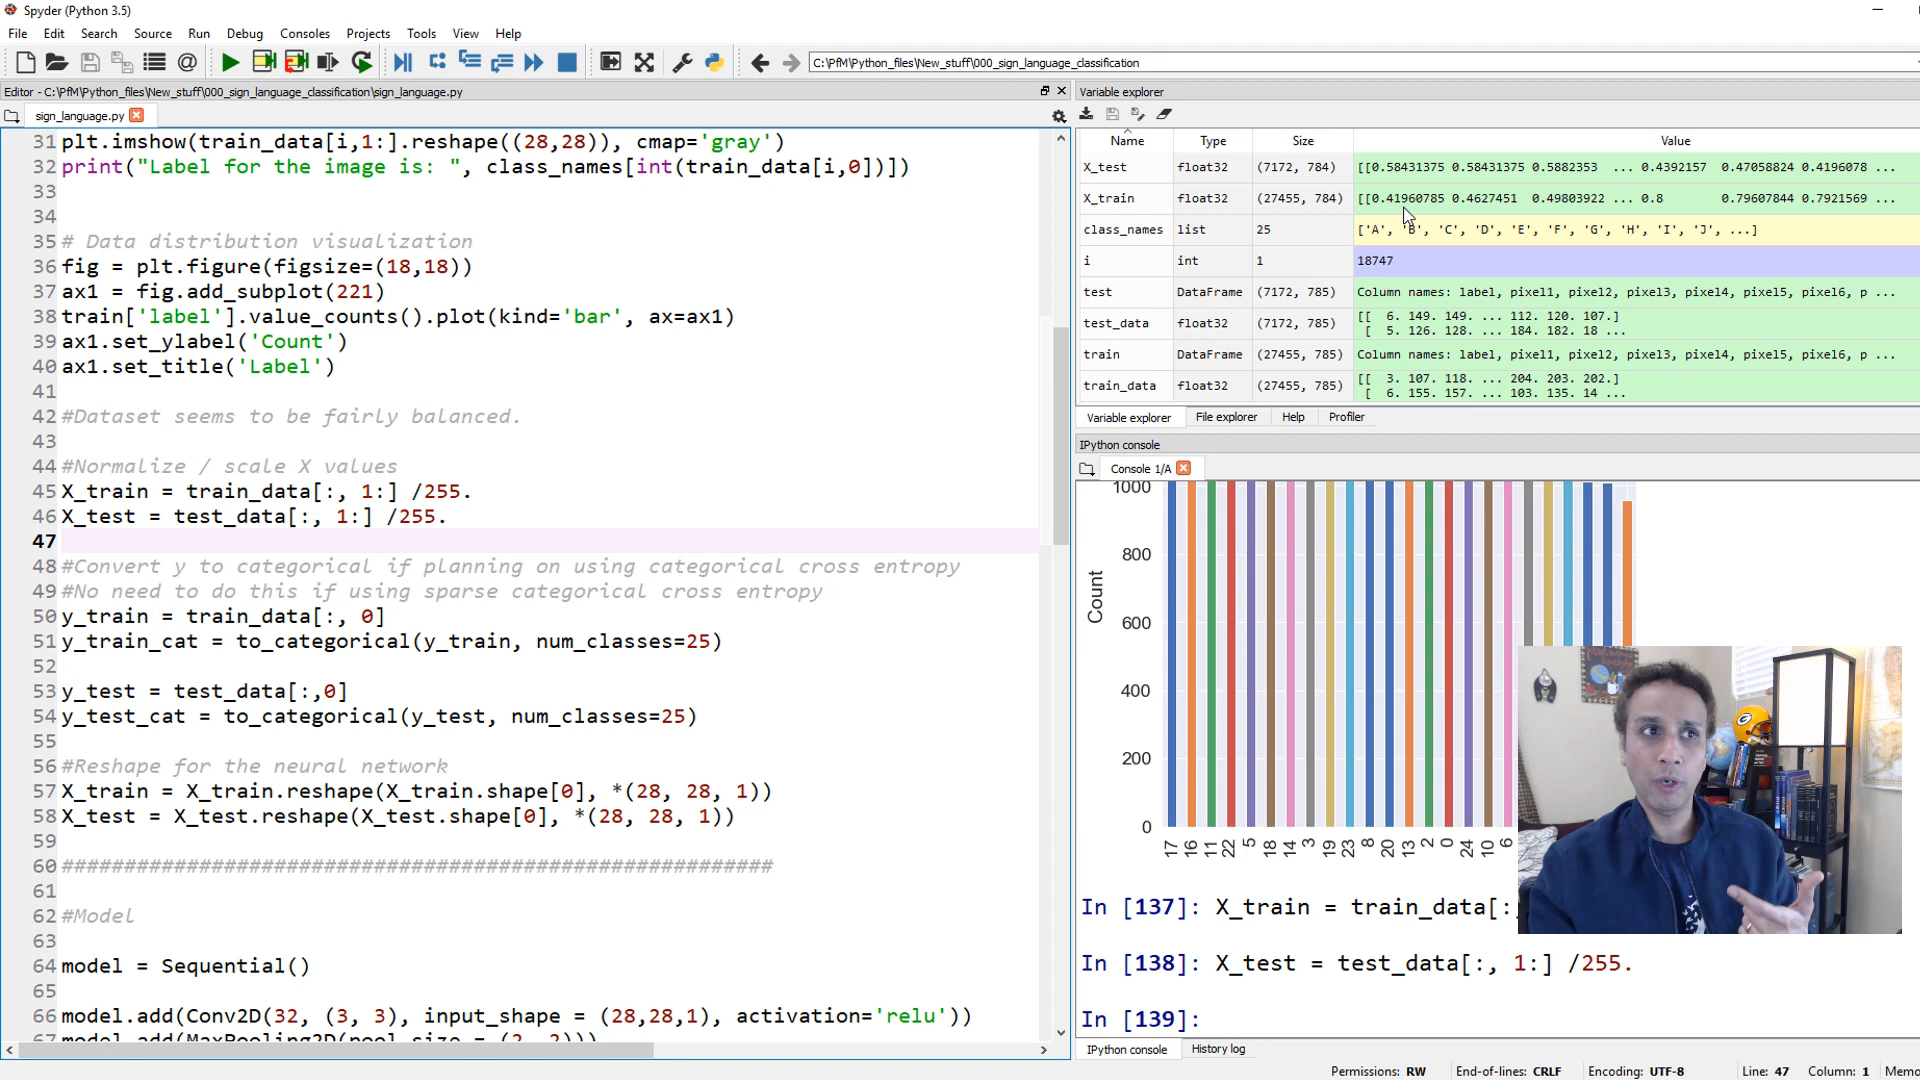 Spyder (Python 3.5)
File Edit Search Source Run Debug Consoles Projects Tools View Help
C:\PfM\Python_files\New_stuff\000_sign_language_classification
Editor - C:\PfM\Python_files\New_stuff\000_sign_language_classification\sign_language.py
sign_language.py
31 plt.imshow(train_data[i,1:].reshape((28,28)), cmap='gray')
32 print("Label for the image is: ", class_names[int(train_data[i,0])])
33
34
35 # Data distribution visualization
36 fig = plt.figure(figsize=(18,18))
37 ax1 = fig.add_subplot(221)
38 train['label'].value_counts().plot(kind='bar', ax=ax1)
39 ax1.set_ylabel('Count')
40 ax1.set_title('Label')
41
42 #Dataset seems to be fairly balanced.
43
44 #Normalize / scale X values
45 X_train = train_data[:, 1:] /255.
46 X_test = test_data[:, 1:] /255.
47
48 #Convert y to categorical if planning on using categorical cross entropy
49 #No need to do this if using sparse categorical cross entropy
50 y_train = train_data[:, 0]
51 y_train_cat = to_categorical(y_train, num_classes=25)
52
53 y_test = test_data[:,0]
54 y_test_cat = to_categorical(y_test, num_classes=25)
55
56 #Reshape for the neural network
57 X_train = X_train.reshape(X_train.shape[0], *(28, 28, 1))
58 X_test = X_test.reshape(X_test.shape[0], *(28, 28, 1))
59
60 #########################################################
61
62 #Model
63
64 model = Sequential()
65
66 model.add(Conv2D(32, (3, 3), input_shape = (28,28,1), activation='relu'))
67 model.add(MaxPooling2D(pool_size = (2, 2)))
Variable explorer
Name Type Size Value
X_test float32 (7172, 784) [[0.58431375 0.58431375 0.5882353 ... 0.4392157 0.47058824 0.4196078 ...
X_train float32 (27455, 784) [[0.41960785 0.4627451 0.49803922 ... 0.8 0.79607844 0.7921569 ...
class_names list 25 ['A', 'B', 'C', 'D', 'E', 'F', 'G', 'H', 'I', 'J', ...]
i int 1 18747
test DataFrame (7172, 785) Column names: label, pixel1, pixel2, pixel3, pixel4, pixel5, pixel6, p ...
test_data float32 (7172, 785) [[ 6. 149. 149. ... 112. 120. 107.]
[ 5. 126. 128. ... 184. 182. 18 ...
train DataFrame (27455, 785) Column names: label, pixel1, pixel2, pixel3, pixel4, pixel5, pixel6, p ...
train_data float32 (27455, 785) [[ 3. 107. 118. ... 204. 203. 202.]
[ 6. 155. 157. ... 103. 135. 14 ...
Variable explorer File explorer Help Profiler
IPython console
Console 1/A
1000
800
600
400
200
0
Count
17 16 11 22 5 18 14 3 19 23 8 20 13 2 0 24 10 6
In [137]: X_train = train_data[:,
In [138]: X_test = test_data[:, 1:] /255.
In [139]:
IPython console History log
Permissions: RW End-of-lines: CRLF Encoding: UTF-8 Line: 47 Column: 1 Memo